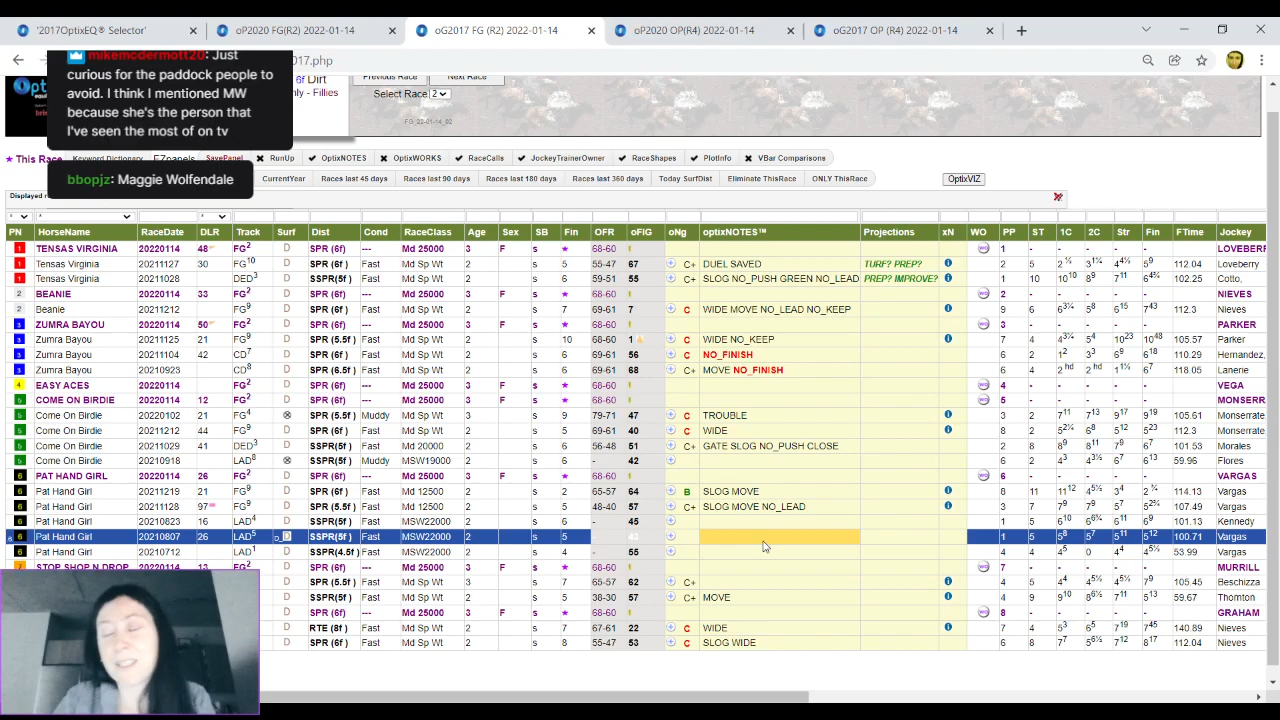 '2017OptixEQ® Selector' oP2020 FG(R2) 2022-01-14 oG2017 FG (R2) 2022-01-14 oP2020 OP(R4) 2022-01-14 oG2017 OP (R4) 2022-01-14
017.php
mikemcdermott20: Just
curious for the paddock people to
avoid. I think I mentioned MW
because she's the person that
I've seen the most of on tv
bbopjz: Maggie Wolfendale
6f Dirt Previous Race Next Race
nly - Fillies Select Race 2
FG_22-01-14_02
This Race Keyword Dictionary EZpanels SavePanel RunUp OptixNOTES OptixWORKS RaceCalls JockeyTrainerOwner RaceShapes PlotInfo VBar Comparisons
CurrentYear Races last 45 days Races last 90 days Races last 180 days Races last 360 days Today SurfDist Eliminate ThisRace ONLY ThisRace OptixVIZ
PN HorseName RaceDate DLR Track Surf Dist Cond RaceClass Age Sex SB Fin OFR oFIG oNg optixNOTES™ Projections xN WO PP ST 1C 2C Str Fin FTime Jockey
1 TENSAS VIRGINIA 20220114 48 FG2 D SPR (6f) --- Md 25000 3 F s 68-60 WO 1 LOVEBER
1 Tensas Virginia 20211127 30 FG10 D SPR (6f ) Fast Md Sp Wt 2 s 5 55-47 67 C+ DUEL SAVED TURF? PREP? 2 5 112.04 Loveberry
1 Tensas Virginia 20211028 DED3 D SSPR(5f ) Fast Md Sp Wt 2 s 6 59-51 55 C+ SLOG NO_PUSH GREEN NO_LEAD PREP? IMPROVE? 1 10 102.25 Cotto,
2 BEANIE 20220114 33 FG2 D SPR (6f) --- Md 25000 3 F s 68-60 WO 2 NIEVES
2 Beanie 20211212 FG9 D SPR (6f ) Fast Md Sp Wt 2 s 7 69-61 7 C WIDE MOVE NO_LEAD NO_KEEP 9 6 112.3 Nieves
3 ZUMRA BAYOU 20220114 50 FG2 D SPR (6f) --- Md 25000 3 F s 68-60 WO 3 PARKER
3 Zumra Bayou 20211125 21 FG9 D SPR (5.5f ) Fast Md Sp Wt 2 s 10 68-60 1 C WIDE NO_KEEP 7 4 105.57 Parker
3 Zumra Bayou 20211104 42 CD7 D SPR (6f ) Fast Md Sp Wt 2 s 6 69-61 56 C NO_FINISH 6 2 110.29 Hernandez,
3 Zumra Bayou 20210923 CD8 D SPR (6.5f ) Fast Md Sp Wt 2 s 4 69-61 68 C MOVE NO_FINISH 4 2 118.05 Lanerie
4 EASY ACES 20220114 FG2 D SPR (6f) --- Md 25000 3 F s 68-60 WO 4 VEGA
5 COME ON BIRDIE 20220114 12 FG2 D SPR (6f) --- Md 25000 3 F s 68-60 WO 5 MONSERR
5 Come On Birdie 20220102 21 FG4 SPR (5.5f ) Muddy Md Sp Wt 3 s 9 79-71 47 C TROUBLE 3 2 105.61 Monserrate
5 Come On Birdie 20211212 44 FG9 D SPR (6f ) Fast Md Sp Wt 2 s 5 69-61 40 C WIDE 8 2 112.3 Monserrate
5 Come On Birdie 20211029 41 DED3 D SSPR(5f ) Fast Md 20000 2 s 6 56-48 51 C+ GATE SLOG NO_PUSH CLOSE 2 8 101.53 Morales
5 Come On Birdie 20210918 LAD8 SSPR(5f ) Muddy MSW19000 2 s 6 - 42 5 5 59.96 Flores
6 PAT HAND GIRL 20220114 26 FG2 D SPR (6f) --- Md 25000 3 F s 68-60 WO 6 VARGAS
6 Pat Hand Girl 20211219 21 FG9 D SPR (6f ) Fast Md 12500 2 s 2 65-57 64 B SLOG MOVE 8 11 114.13 Vargas
6 Pat Hand Girl 20211128 97 FG9 D SPR (5.5f ) Fast Md 12500 2 s 5 48-40 57 C+ SLOG MOVE NO_LEAD 5 9 107.49 Vargas
6 Pat Hand Girl 20210823 16 LAD4 D SSPR(5f ) Fast MSW22000 2 s 6 - 45 1 5 101.13 Kennedy
6 Pat Hand Girl 20210807 26 LAD5 D SSPR(5f ) Fast MSW22000 2 s 5 - 43 1 5 100.71 Vargas
6 Pat Hand Girl 20210712 LAD1 D SSPR(4.5f ) Fast MSW22000 2 s 4 - 55 4 4 53.99 Vargas
7 STOP SHOP N DROP 20220114 13 FG2 D SPR (6f) --- Md 25000 3 F s 68-60 WO 7 MURRILL
D SPR (5.5f ) Fast Md Sp Wt 3 s 7 65-57 62 C+ 4 5 105.45 Beschizza
D SSPR(5f ) Fast Md Sp Wt 2 s 5 38-30 57 C+ MOVE 4 9 59.67 Thornton
D SPR (6f) --- Md 25000 3 F s 68-60 WO 8 GRAHAM
D RTE (8f ) Fast Md Sp Wt 2 s 7 67-61 22 C WIDE 7 4 140.89 Nieves
D SPR (6f ) Fast Md Sp Wt 2 s 8 65-57 53 C SLOG WIDE 6 8 112.04 Nieves